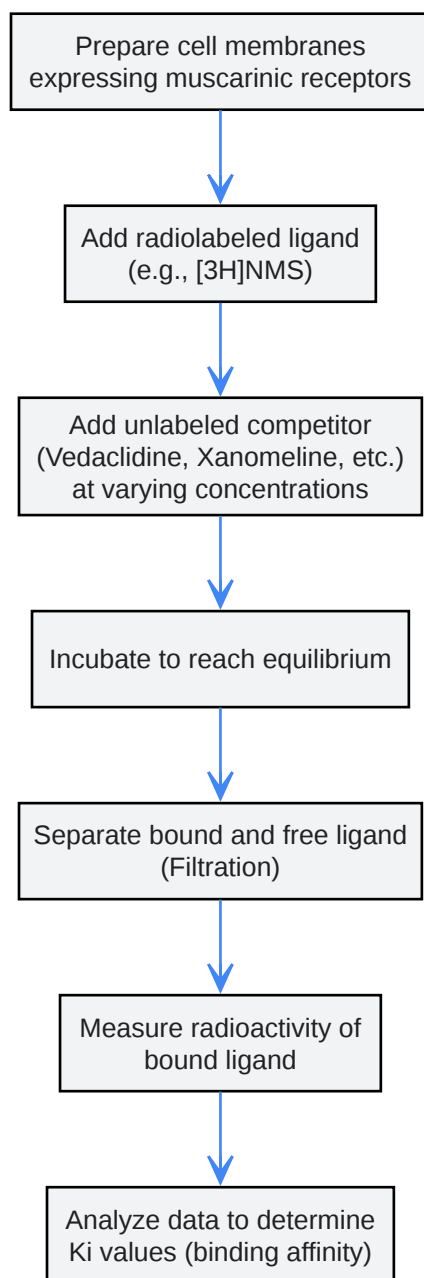 Prepare cell membranes
expressing muscarinic receptors
Add radiolabeled ligand
(e.g., [3H]NMS)
Add unlabeled competitor
(Vedaclidine, Xanomeline, etc.)
at varying concentrations
Incubate to reach equilibrium
Separate bound and free ligand
(Filtration)
Measure radioactivity of
bound ligand
Analyze data to determine
Ki values (binding affinity)